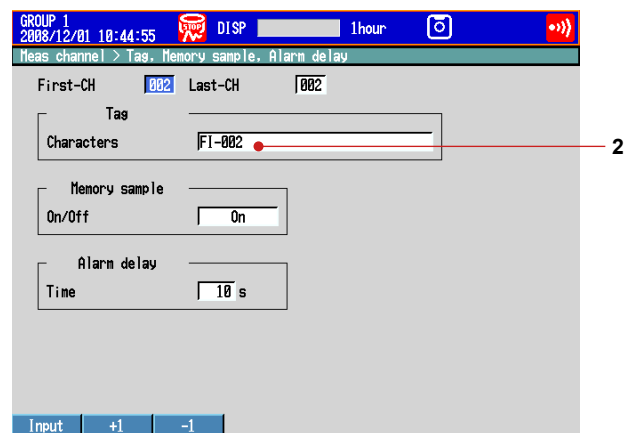 GROUP 1
2008/12/01 10:44:55 STOP DISP 1hour
Meas channel > Tag, Memory sample, Alarm delay
First-CH 002 Last-CH 002
Tag
Characters FI-002
2
Memory sample
On/Off On
Alarm delay
Time 10 s
Input +1 -1